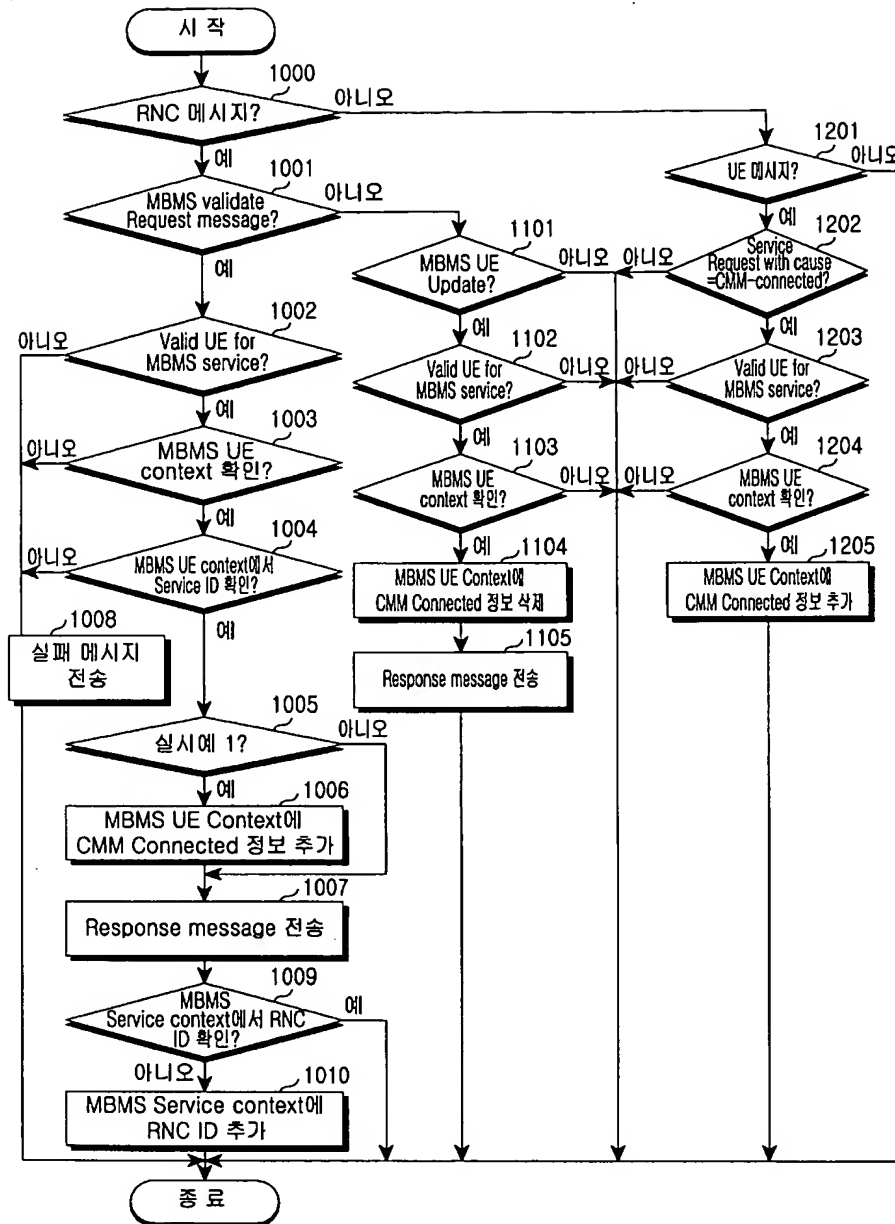 시 작
1000
RNC 메시지?
아니오
예
1001
MBMS validate
Request message?
아니오
예
1002
아니오
Valid UE for
MBMS service?
예
1003
아니오
MBMS UE
context 확인?
예
1004
아니오
MBMS UE context에서
Service ID 확인?
예
1008
실패 메시지
전송
1005
실시예 1?
아니오
예
1006
MBMS UE Context에
CMM Connected 정보 추가
1007
Response message 전송
1009
MBMS
Service context에서 RNC
ID 확인?
예
아니오
1010
MBMS Service context에
RNC ID 추가
종 료
1101
MBMS UE
Update?
아니오
예
1102
Valid UE for
MBMS service?
아니오
예
1103
MBMS UE
context 확인?
아니오
예
1104
MBMS UE Context에
CMM Connected 정보 삭제
1105
Response message 전송
1201
UE 메시지?
아니오
예
1202
아니오
Service
Request with cause
=CMM-connected?
예
1203
아니오
Valid UE for
MBMS service?
예
1204
아니오
MBMS UE
context 확인?
예
1205
MBMS UE Context에
CMM Connected 정보 추가